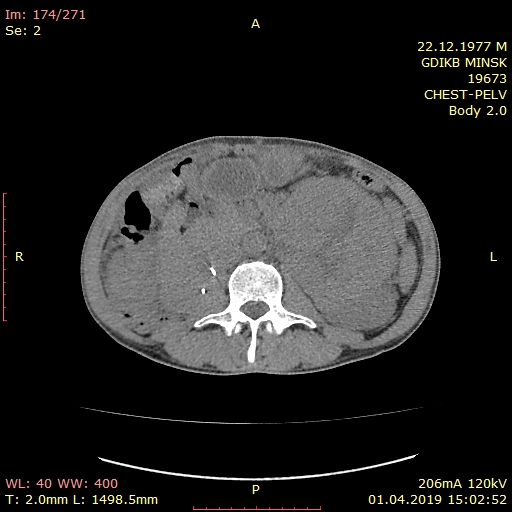 Im: 174/271
Se: 2
A
22.12.1977 M
GDIKB MINSK
19673
CHEST-PELV
Body 2.0
R
L
WL: 40 WW: 400
T: 2.0mm L: 1498.5mm
P
206mA 120kV
01.04.2019 15:02:52